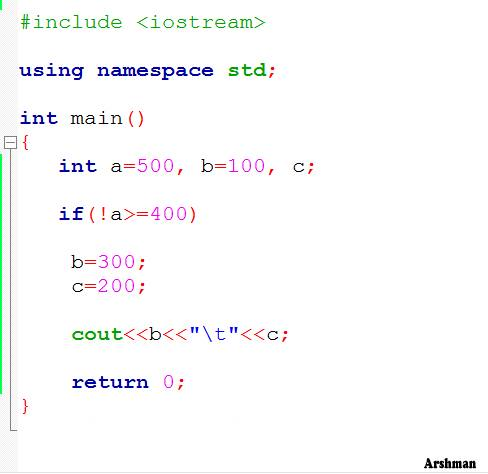 #include <iostream>
using namespace std;
int main()
{
int a=500, b=100, c;
if(!a>=400)
b=300;
c=200;
cout<<b<<"\t"<<c;
return 0;
}
Arshman